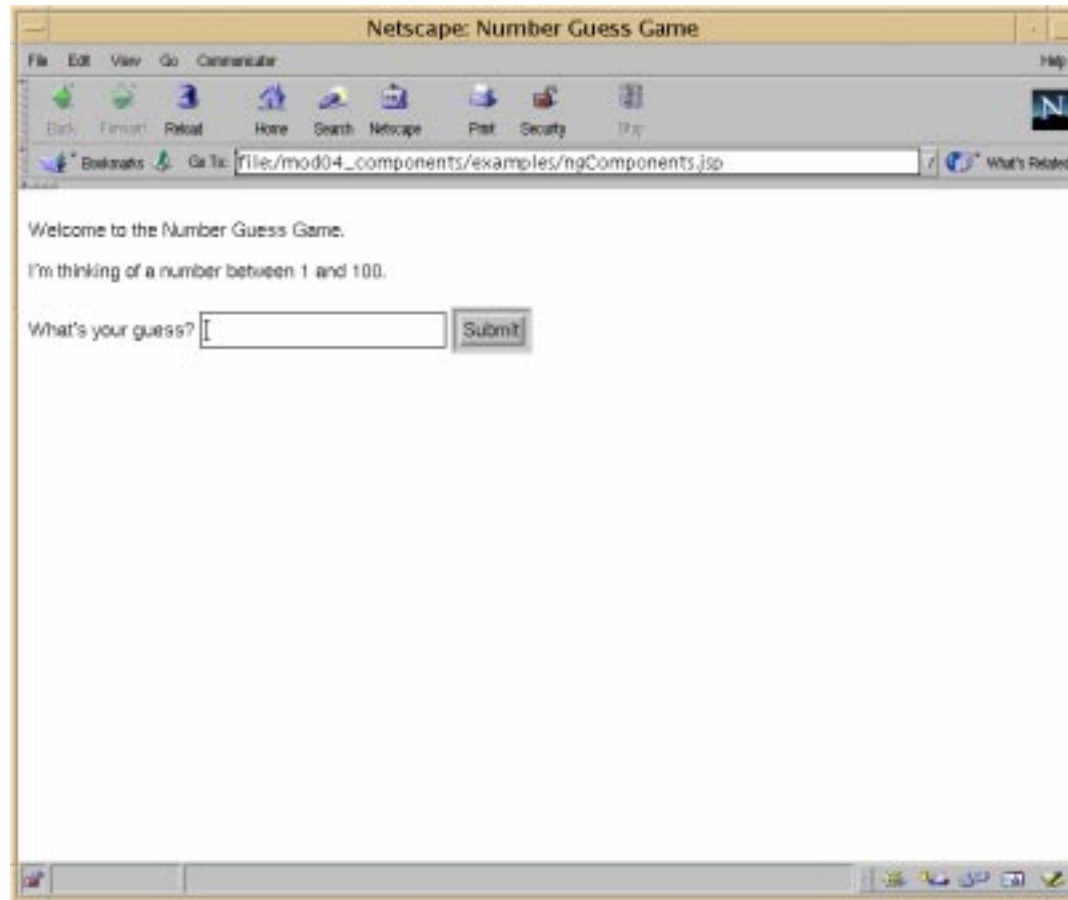 Netscape: Number Guess Game
File Edit View Go Communicator Help
Back Forward Reload Home Search Netscape Print Security Stop
N
Bookmarks Go To: file:/mod04_components/examples/ngComponents.jsp What's Related
Welcome to the Number Guess Game.
I'm thinking of a number between 1 and 100.
What's your guess? Submit